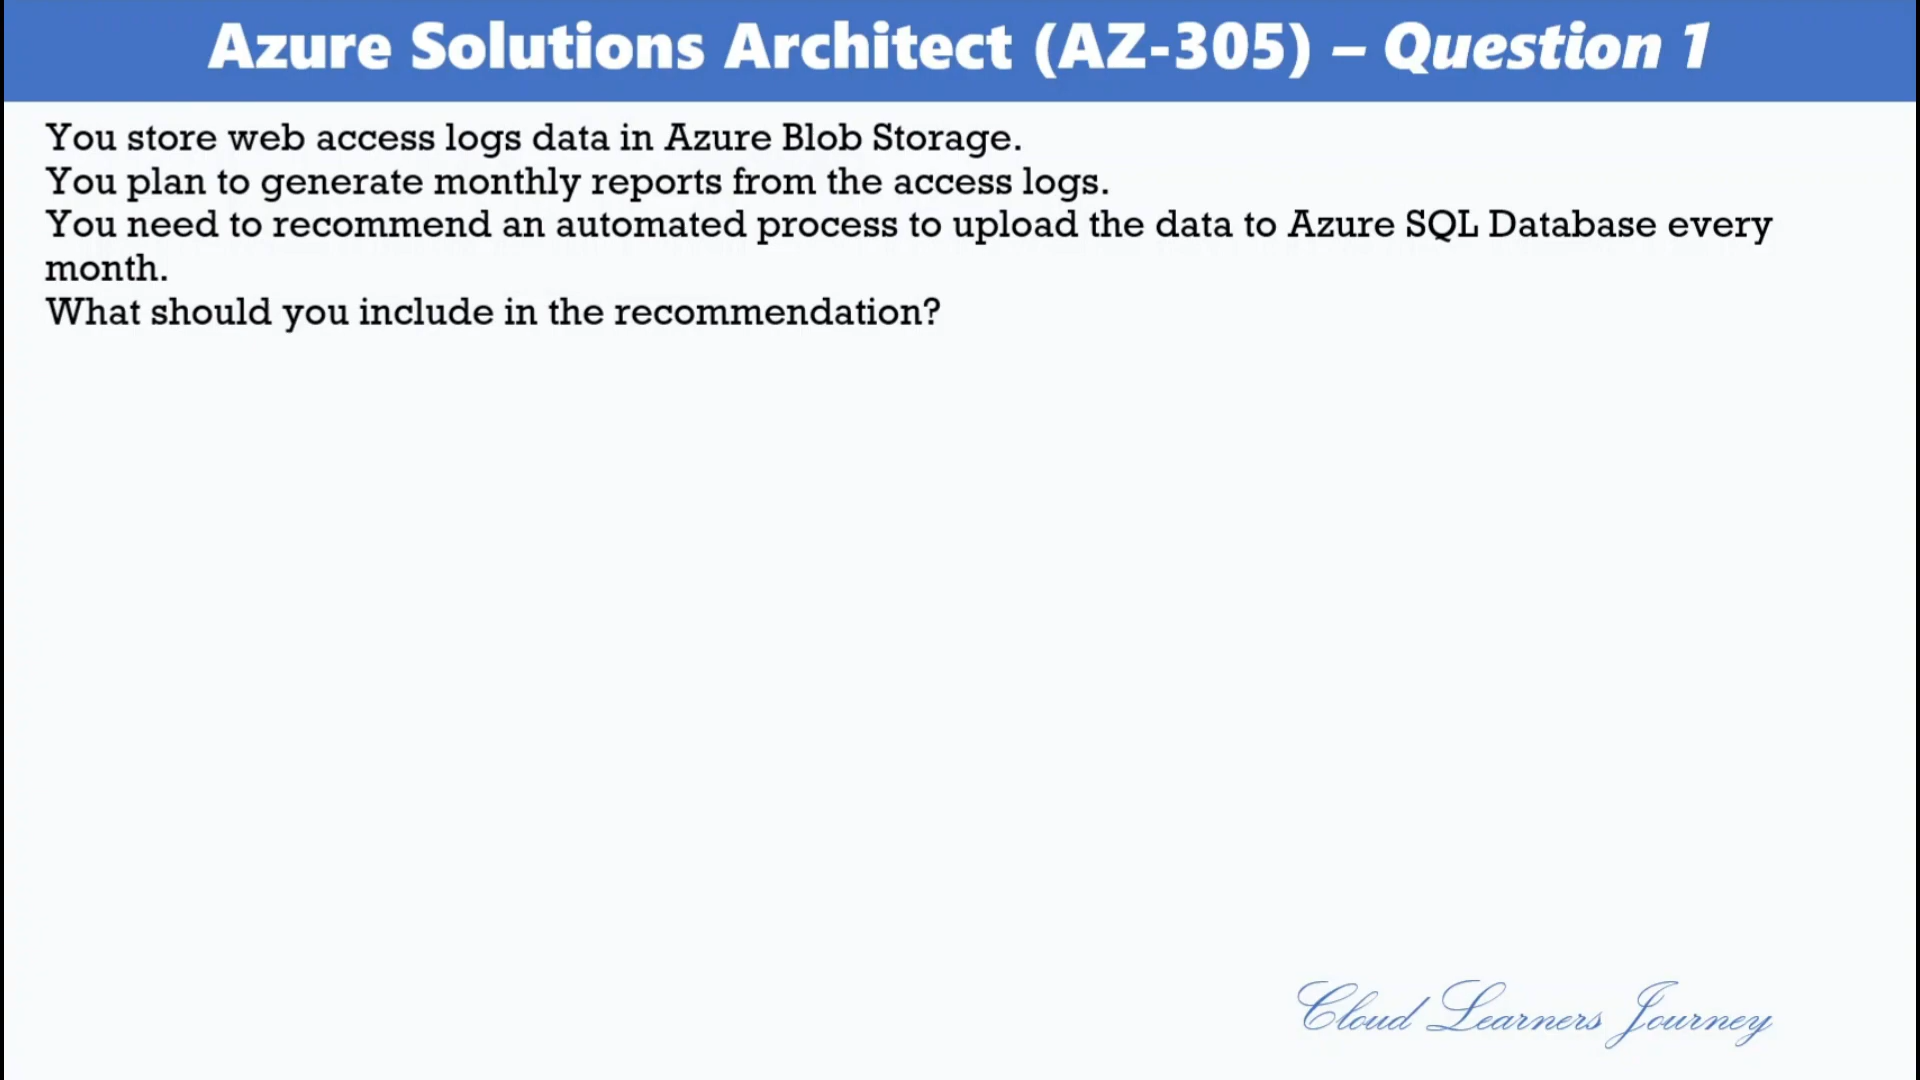 Azure Solutions Architect (AZ-305) – Question 1
You store web access logs data in Azure Blob Storage.
You plan to generate monthly reports from the access logs.
You need to recommend an automated process to upload the data to Azure SQL Database every
month.
What should you include in the recommendation?
Cloud Learners Journey